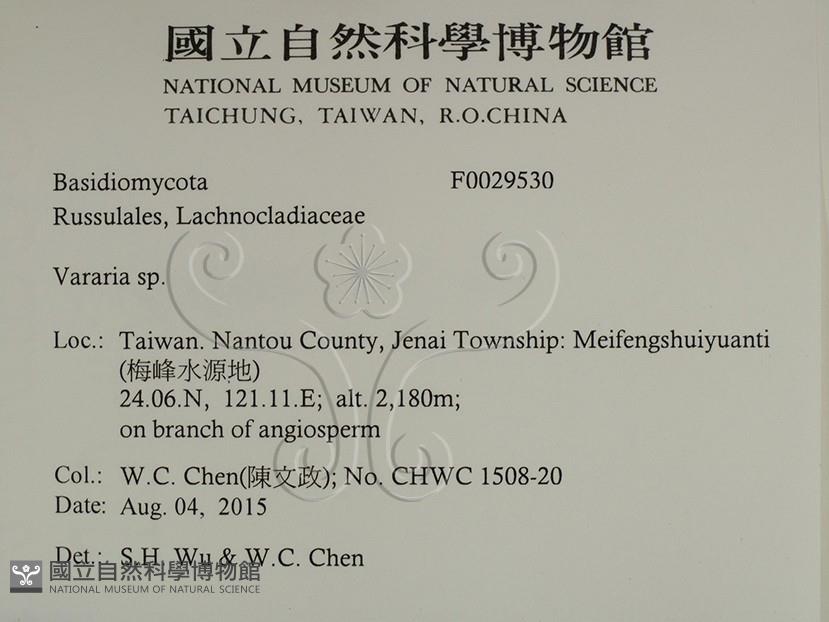 國立自然科學博物館
NATIONAL MUSEUM OF NATURAL SCIENCE
TAICHUNG, TAIWAN, R.O.CHINA
Basidiomycota F0029530
Russulales, Lachnocladiaceae
Vararia sp.
Loc.: Taiwan. Nantou County, Jenai Township: Meifengshuiyuanti
(梅峰水源地)
24.06.N, 121.11.E; alt. 2,180m;
on branch of angiosperm
Col.: W.C. Chen(陳文政); No. CHWC 1508-20
Date: Aug. 04, 2015
Det.: S.H. Wu & W.C. Chen
國立自然科學博物館
NATIONAL MUSEUM OF NATURAL SCIENCE